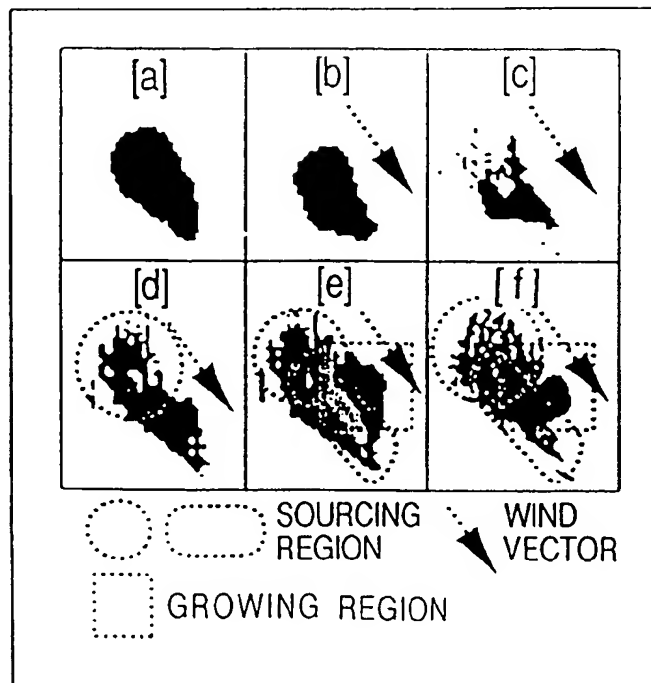 [a] [b] [c]
[d] [e] [f]
SOURCING REGION
WIND VECTOR
GROWING REGION